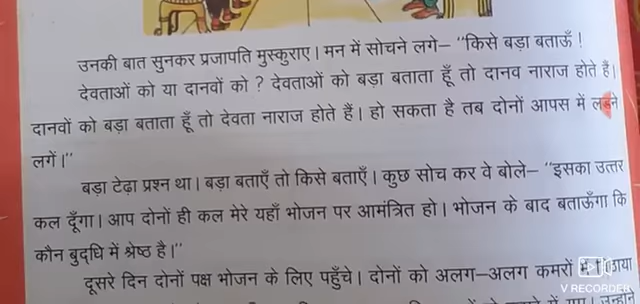 उनकी बात सुनकर प्रजापति मुस्कुराए। मन में सोचने लगे– "किसे बड़ा बताऊँ !
देवताओं को या दानवों को ? देवताओं को बड़ा बताता हूँ तो दानव नाराज होते हैं।
दानवों को बड़ा बताता हूँ तो देवता नाराज होते हैं। हो सकता है तब दोनों आपस में लड़ने
लगें।"
बड़ा टेढ़ा प्रश्न था। बड़ा बताएँ तो किसे बताएँ। कुछ सोच कर वे बोले– "इसका उत्तर
कल दूँगा। आप दोनों ही कल मेरे यहाँ भोजन पर आमंत्रित हो। भोजन के बाद बताऊँगा कि
कौन बुद्धि में श्रेष्ठ है।"
दूसरे दिन दोनों पक्ष भोजन के लिए पहुँचे। दोनों को अलग–अलग कमरों में
V RECORDER